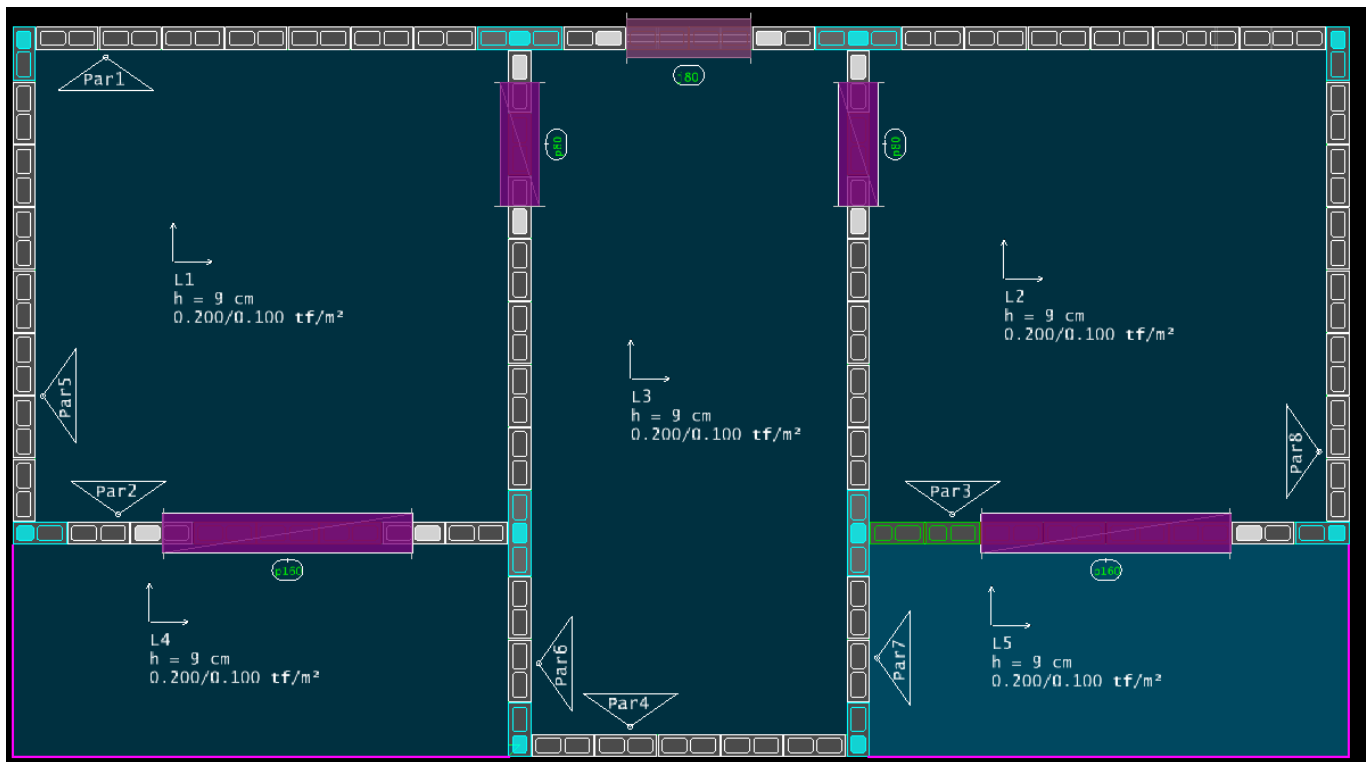 Par1
j80
p80
p80
L1
h = 9 cm
0.200/0.100 tf/m²
L2
h = 9 cm
0.200/0.100 tf/m²
L3
h = 9 cm
0.200/0.100 tf/m²
Par5
Par8
Par2
Par3
p160
p160
L4
h = 9 cm
0.200/0.100 tf/m²
Par6
Par7
L5
h = 9 cm
0.200/0.100 tf/m²
Par4